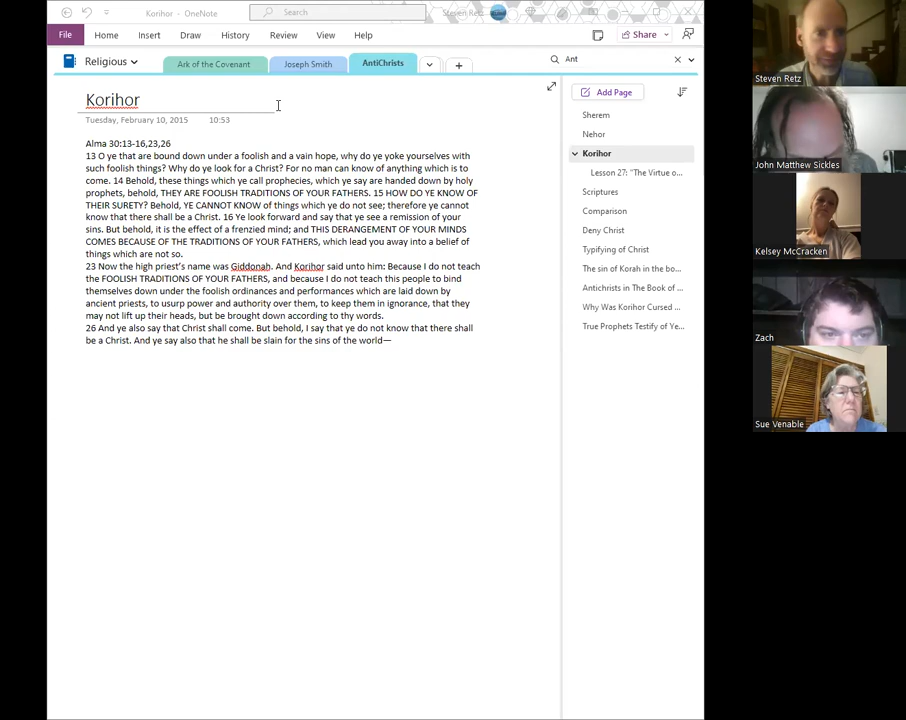 Korihor - OneNote
Search
Steven Retz
File
Home
Insert
Draw
History
Review
View
Help
Share
Religious
Ark of the Covenant
Joseph Smith
AntiChrists
+
Ant
Korihor
Tuesday, February 10, 2015 10:53
Alma 30:13-16,23,26
13 O ye that are bound down under a foolish and a vain hope, why do ye yoke yourselves with
such foolish things? Why do ye look for a Christ? For no man can know of anything which is to
come. 14 Behold, these things which ye call prophecies, which ye say are handed down by holy
prophets, behold, THEY ARE FOOLISH TRADITIONS OF YOUR FATHERS. 15 HOW DO YE KNOW OF
THEIR SURETY? Behold, YE CANNOT KNOW of things which ye do not see; therefore ye cannot
know that there shall be a Christ. 16 Ye look forward and say that ye see a remission of your
sins. But behold, it is the effect of a frenzied mind; and THIS DERANGEMENT OF YOUR MINDS
COMES BECAUSE OF THE TRADITIONS OF YOUR FATHERS, which lead you away into a belief of
things which are not so.
23 Now the high priest's name was Giddonah. And Korihor said unto him: Because I do not teach
the FOOLISH TRADITIONS OF YOUR FATHERS, and because I do not teach this people to bind
themselves down under the foolish ordinances and performances which are laid down by
ancient priests, to usurp power and authority over them, to keep them in ignorance, that they
may not lift up their heads, but be brought down according to thy words.
26 And ye also say that Christ shall come. But behold, I say that ye do not know that there shall
be a Christ. And ye say also that he shall be slain for the sins of the world—
Add Page
Sherem
Nehor
Korihor
Lesson 27: "The Virtue o...
Scriptures
Comparison
Deny Christ
Typifying of Christ
The sin of Korah in the bo...
Antichrists in The Book of ...
Why Was Korihor Cursed ...
True Prophets Testify of Ye...
Steven Retz
John Matthew Sickles
Kelsey McCracken
Zach
Sue Venable